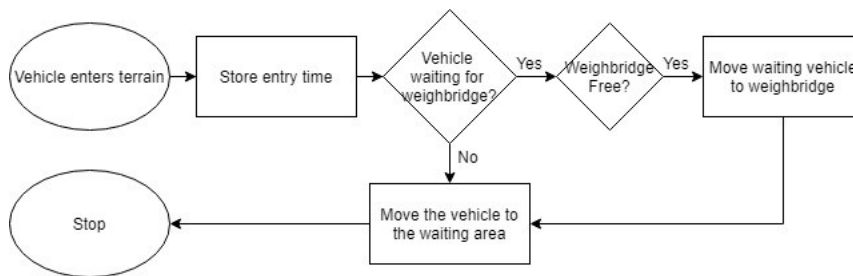 Vehicle enters terrain
Store entry time
Vehicle
waiting for
weighbridge?
Yes
Weighbridge
Free?
Yes
Move waiting vehicle
to weighbridge
No
Stop
Move the vehicle to
the waiting area